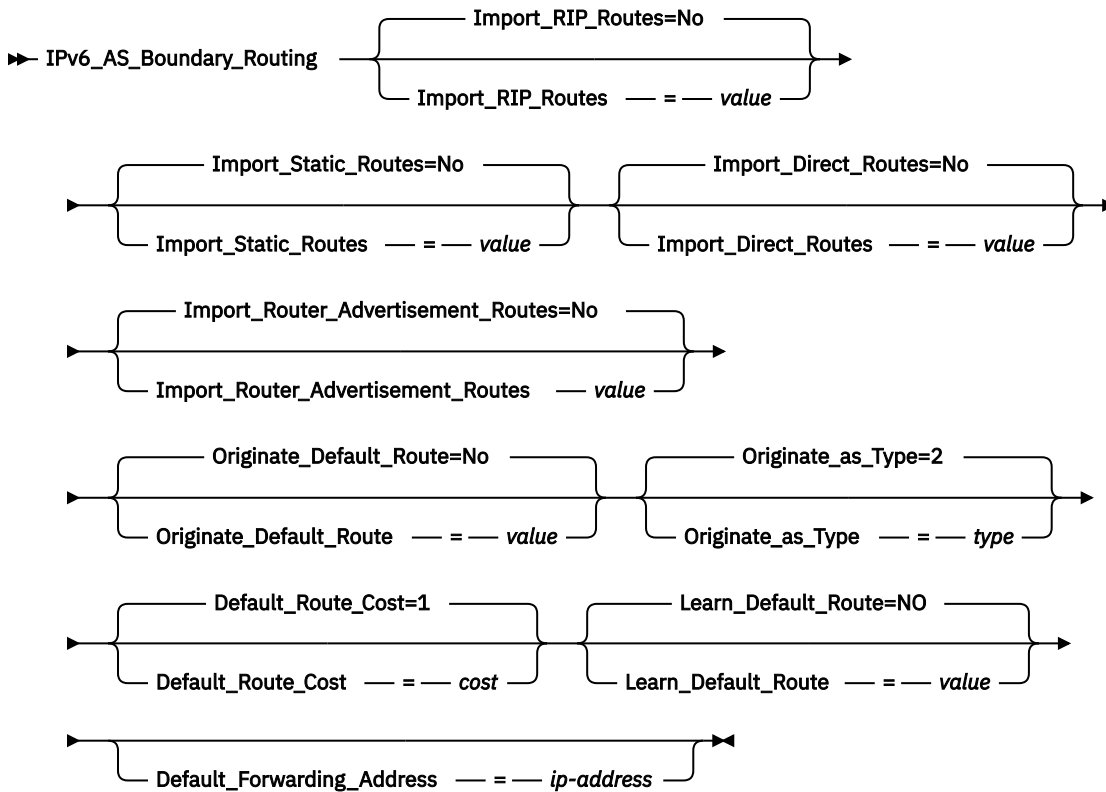 Import_RIP_Routes=No
IPv6_AS_Boundary_Routing
Import_RIP_Routes = value
Import_Static_Routes=No Import_Direct_Routes=No
Import_Static_Routes = value Import_Direct_Routes = value
Import_Router_Advertisement_Routes=No
Import_Router_Advertisement_Routes value
Originate_Default_Route=No Originate_as_Type=2
Originate_Default_Route = value Originate_as_Type = type
Default_Route_Cost=1 Learn_Default_Route=NO
Default_Route_Cost = cost Learn_Default_Route = value
Default_Forwarding_Address = ip-address